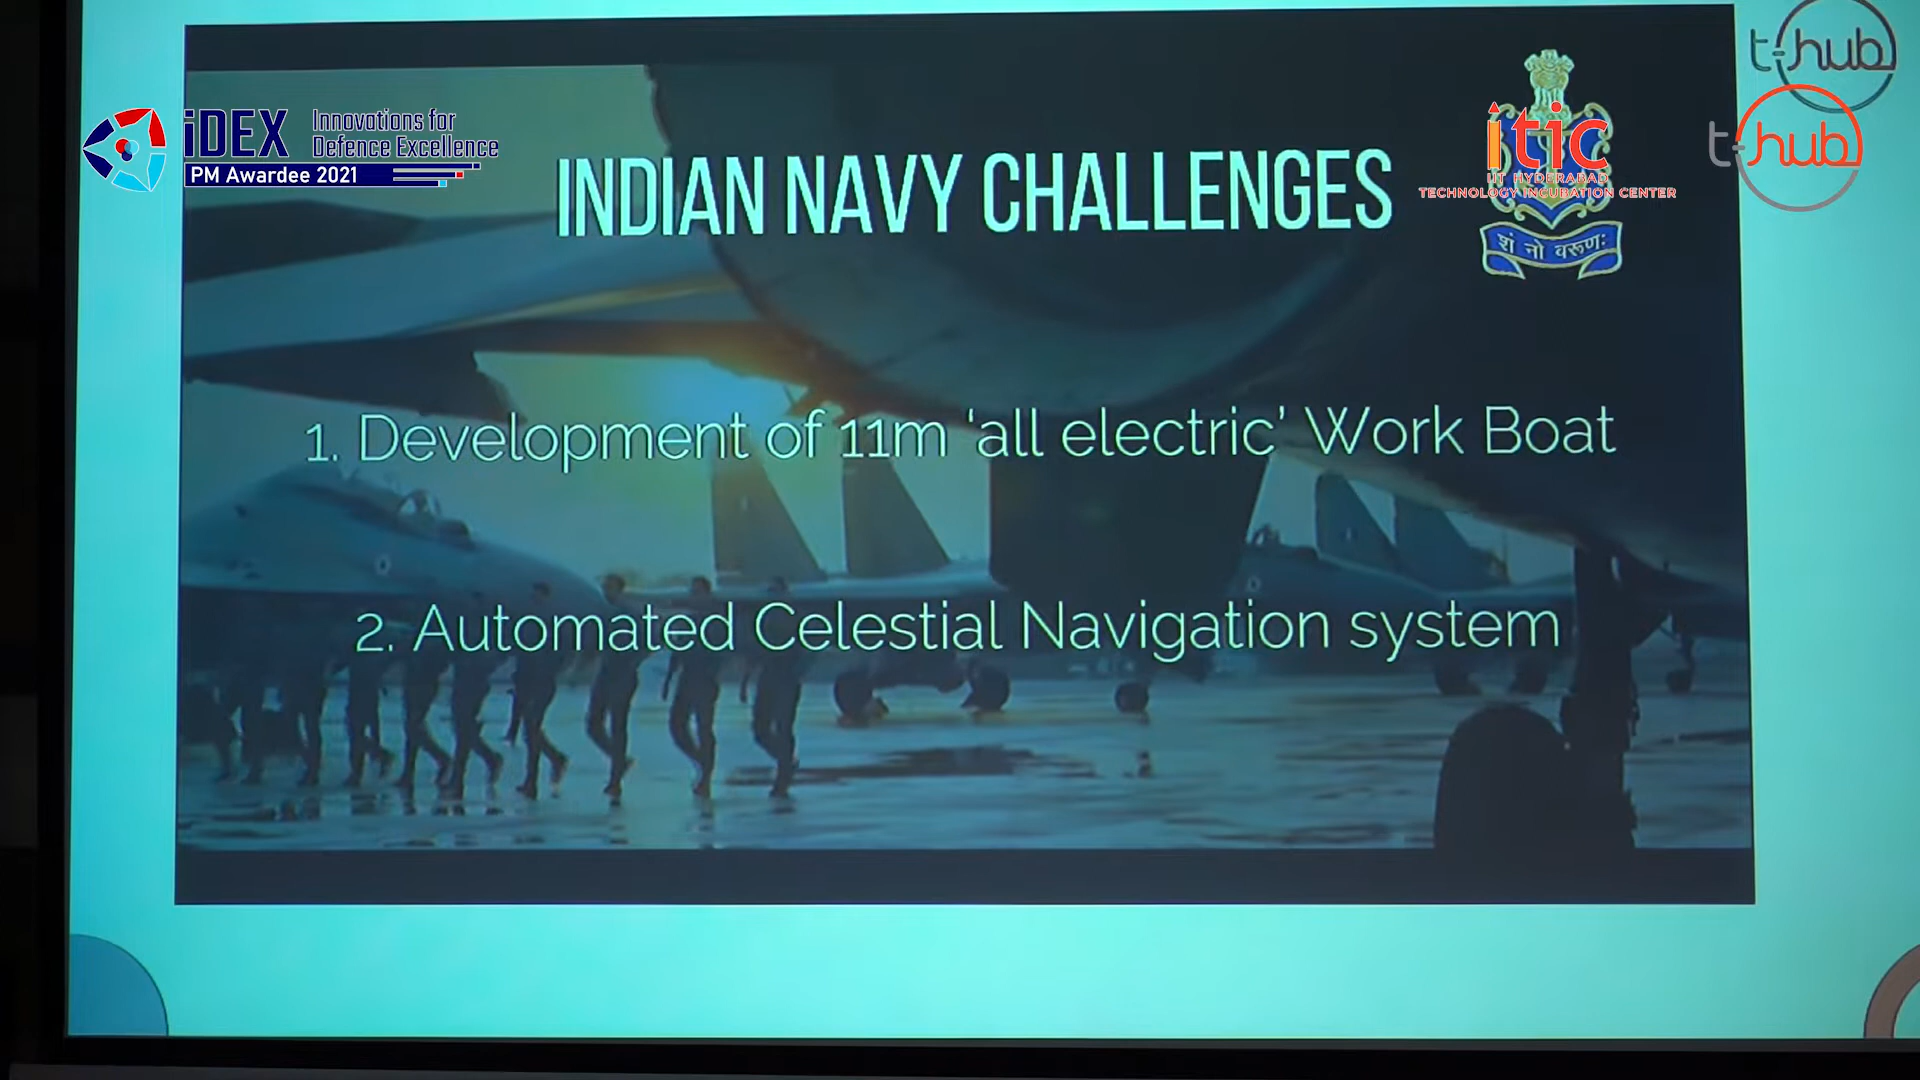 t-hub
iDEX
Innovations for
Defence Excellence
PM Awardee 2021
itic
IIT HYDERABAD
TECHNOLOGY INCUBATION CENTER
t-hub
INDIAN NAVY CHALLENGES
शं नो वरूणः
1. Development of 11m 'all electric' Work Boat
2. Automated Celestial Navigation system